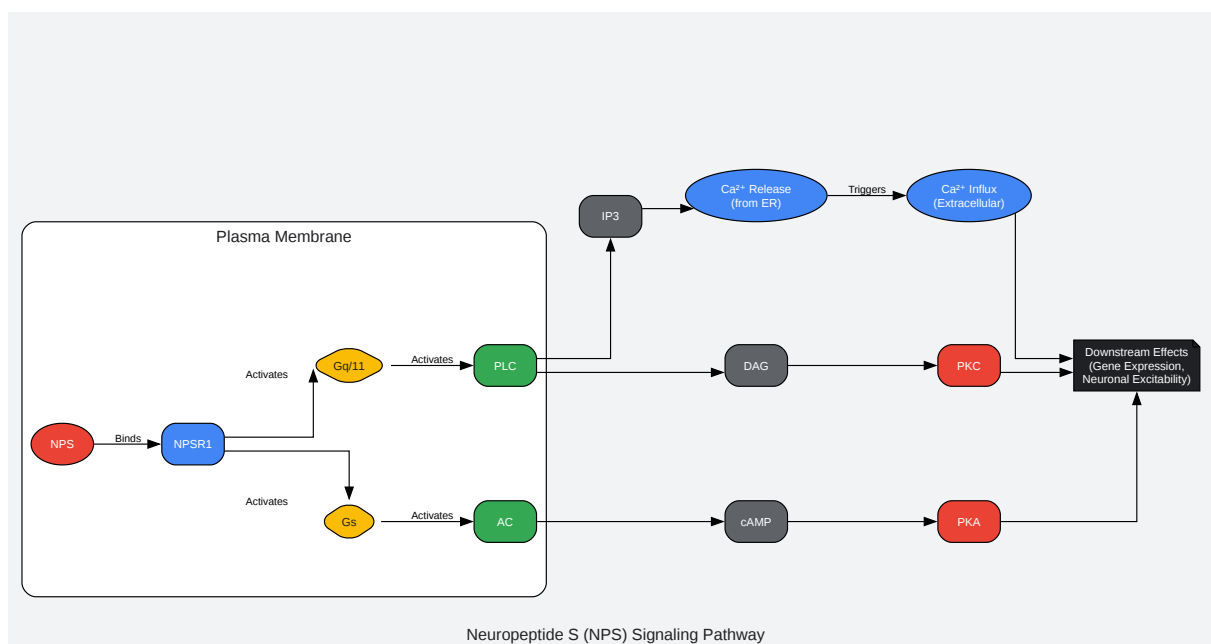 Ca²⁺ Release
(from ER)
Triggers
Ca²⁺ Influx
(Extracellular)
IP3
Plasma Membrane
Gq/11
Activates
PLC
DAG
PKC
Downstream Effects
(Gene Expression,
Neuronal Excitability)
Activates
NPS
Binds
NPSR1
Activates
Gs
Activates
AC
cAMP
PKA
Neuropeptide S (NPS) Signaling Pathway